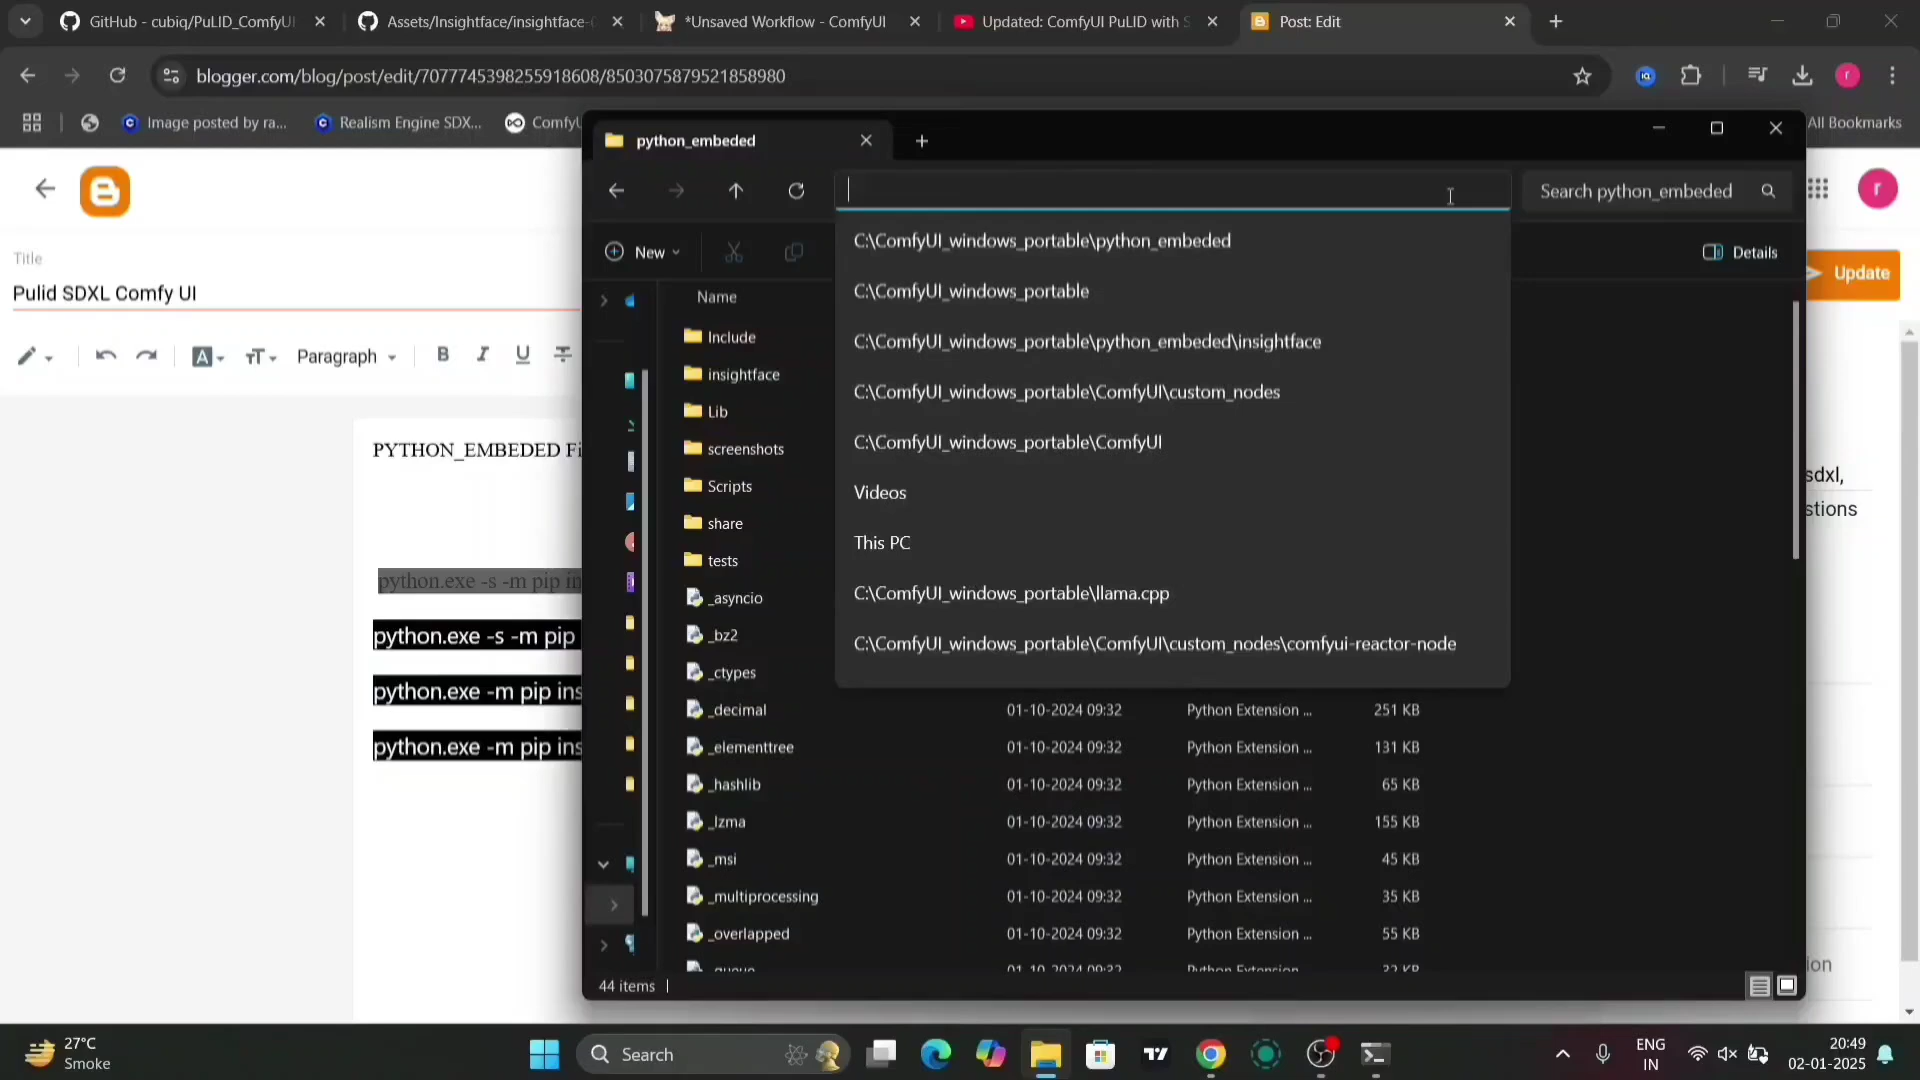 GitHub - cubiq/PuLID_ComfyUI
Assets/Insightface/insightface-
*Unsaved Workflow - ComfyUI
Updated: ComfyUI PuLID with S
Post: Edit
blogger.com/blog/post/edit/7077745398255918608/8503075879521858980
Image posted by ra...
Realism Engine SDX...
ComfyU
All Bookmarks
python_embeded
Search python_embeded
New
Details
Title
Pulid SDXL Comfy UI
Update
Paragraph
C:\ComfyUI_windows_portable\python_embeded
C:\ComfyUI_windows_portable
C:\ComfyUI_windows_portable\python_embeded\insightface
C:\ComfyUI_windows_portable\ComfyUI\custom_nodes
C:\ComfyUI_windows_portable\ComfyUI
Videos
This PC
C:\ComfyUI_windows_portable\llama.cpp
C:\ComfyUI_windows_portable\ComfyUI\custom_nodes\comfyui-reactor-node
Name
Include
insightface
Lib
screenshots
Scripts
share
tests
_asyncio
_bz2
_ctypes
_decimal 01-10-2024 09:32 Python Extension ... 251 KB
_elementtree 01-10-2024 09:32 Python Extension ... 131 KB
_hashlib 01-10-2024 09:32 Python Extension ... 65 KB
_lzma 01-10-2024 09:32 Python Extension ... 155 KB
_msi 01-10-2024 09:32 Python Extension ... 45 KB
_multiprocessing 01-10-2024 09:32 Python Extension ... 35 KB
_overlapped 01-10-2024 09:32 Python Extension ... 55 KB
44 items
PYTHON_EMBEDED Fi
python.exe -s -m pip in
python.exe -s -m pip
python.exe -m pip ins
python.exe -m pip ins
sdxl,
stions
ion
27°C
Smoke
Search
ENG
IN
20:49
02-01-2025